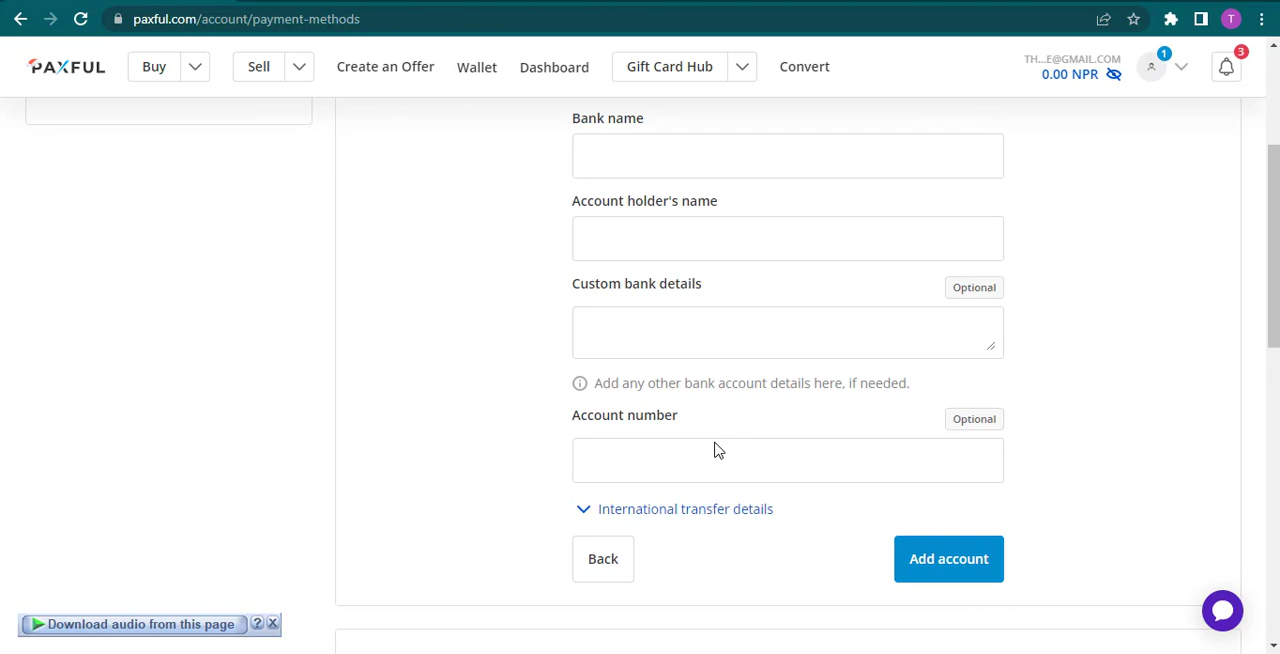 paxful.com/account/payment-methods
T
PAXFUL
Buy
Sell
Create an Offer
Wallet
Dashboard
Gift Card Hub
Convert
TH...E@GMAIL.COM
0.00 NPR
1
3
Bank name
Account holder's name
Custom bank details
Optional
Add any other bank account details here, if needed.
Account number
Optional
International transfer details
Back
Add account
Download audio from this page
? X